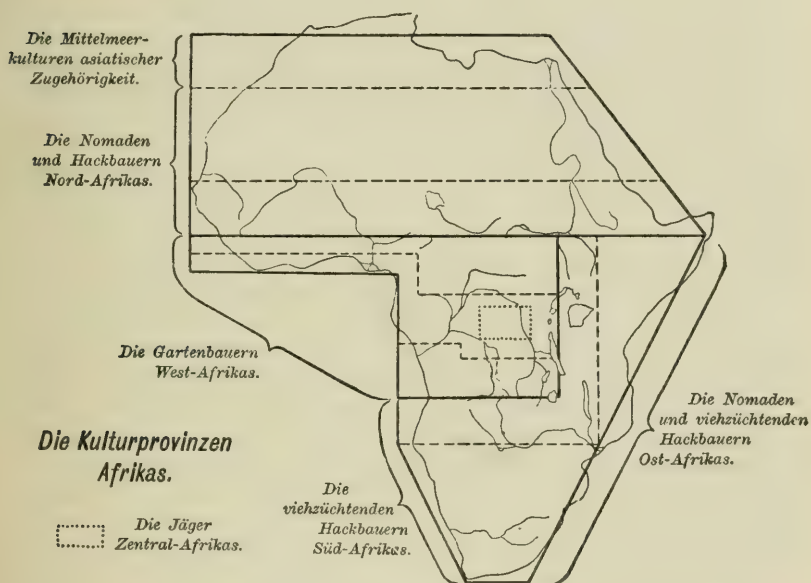 Die Mittelmeer-
kulturen asiatischer
Zugehörigkeit.
Die Nomaden
und Hackbauern
Nord-Afrikas.
Die Gartenbauern
West-Afrikas.
Die Nomaden
und viehzüchtenden
Hackbauern
Ost-Afrikas.
Die Kulturprovinzen
Afrikas.
Die
viehzüchtenden
Hackbauern
Süd-Afrikas.
Die Jäger
Zentral-Afrikas.